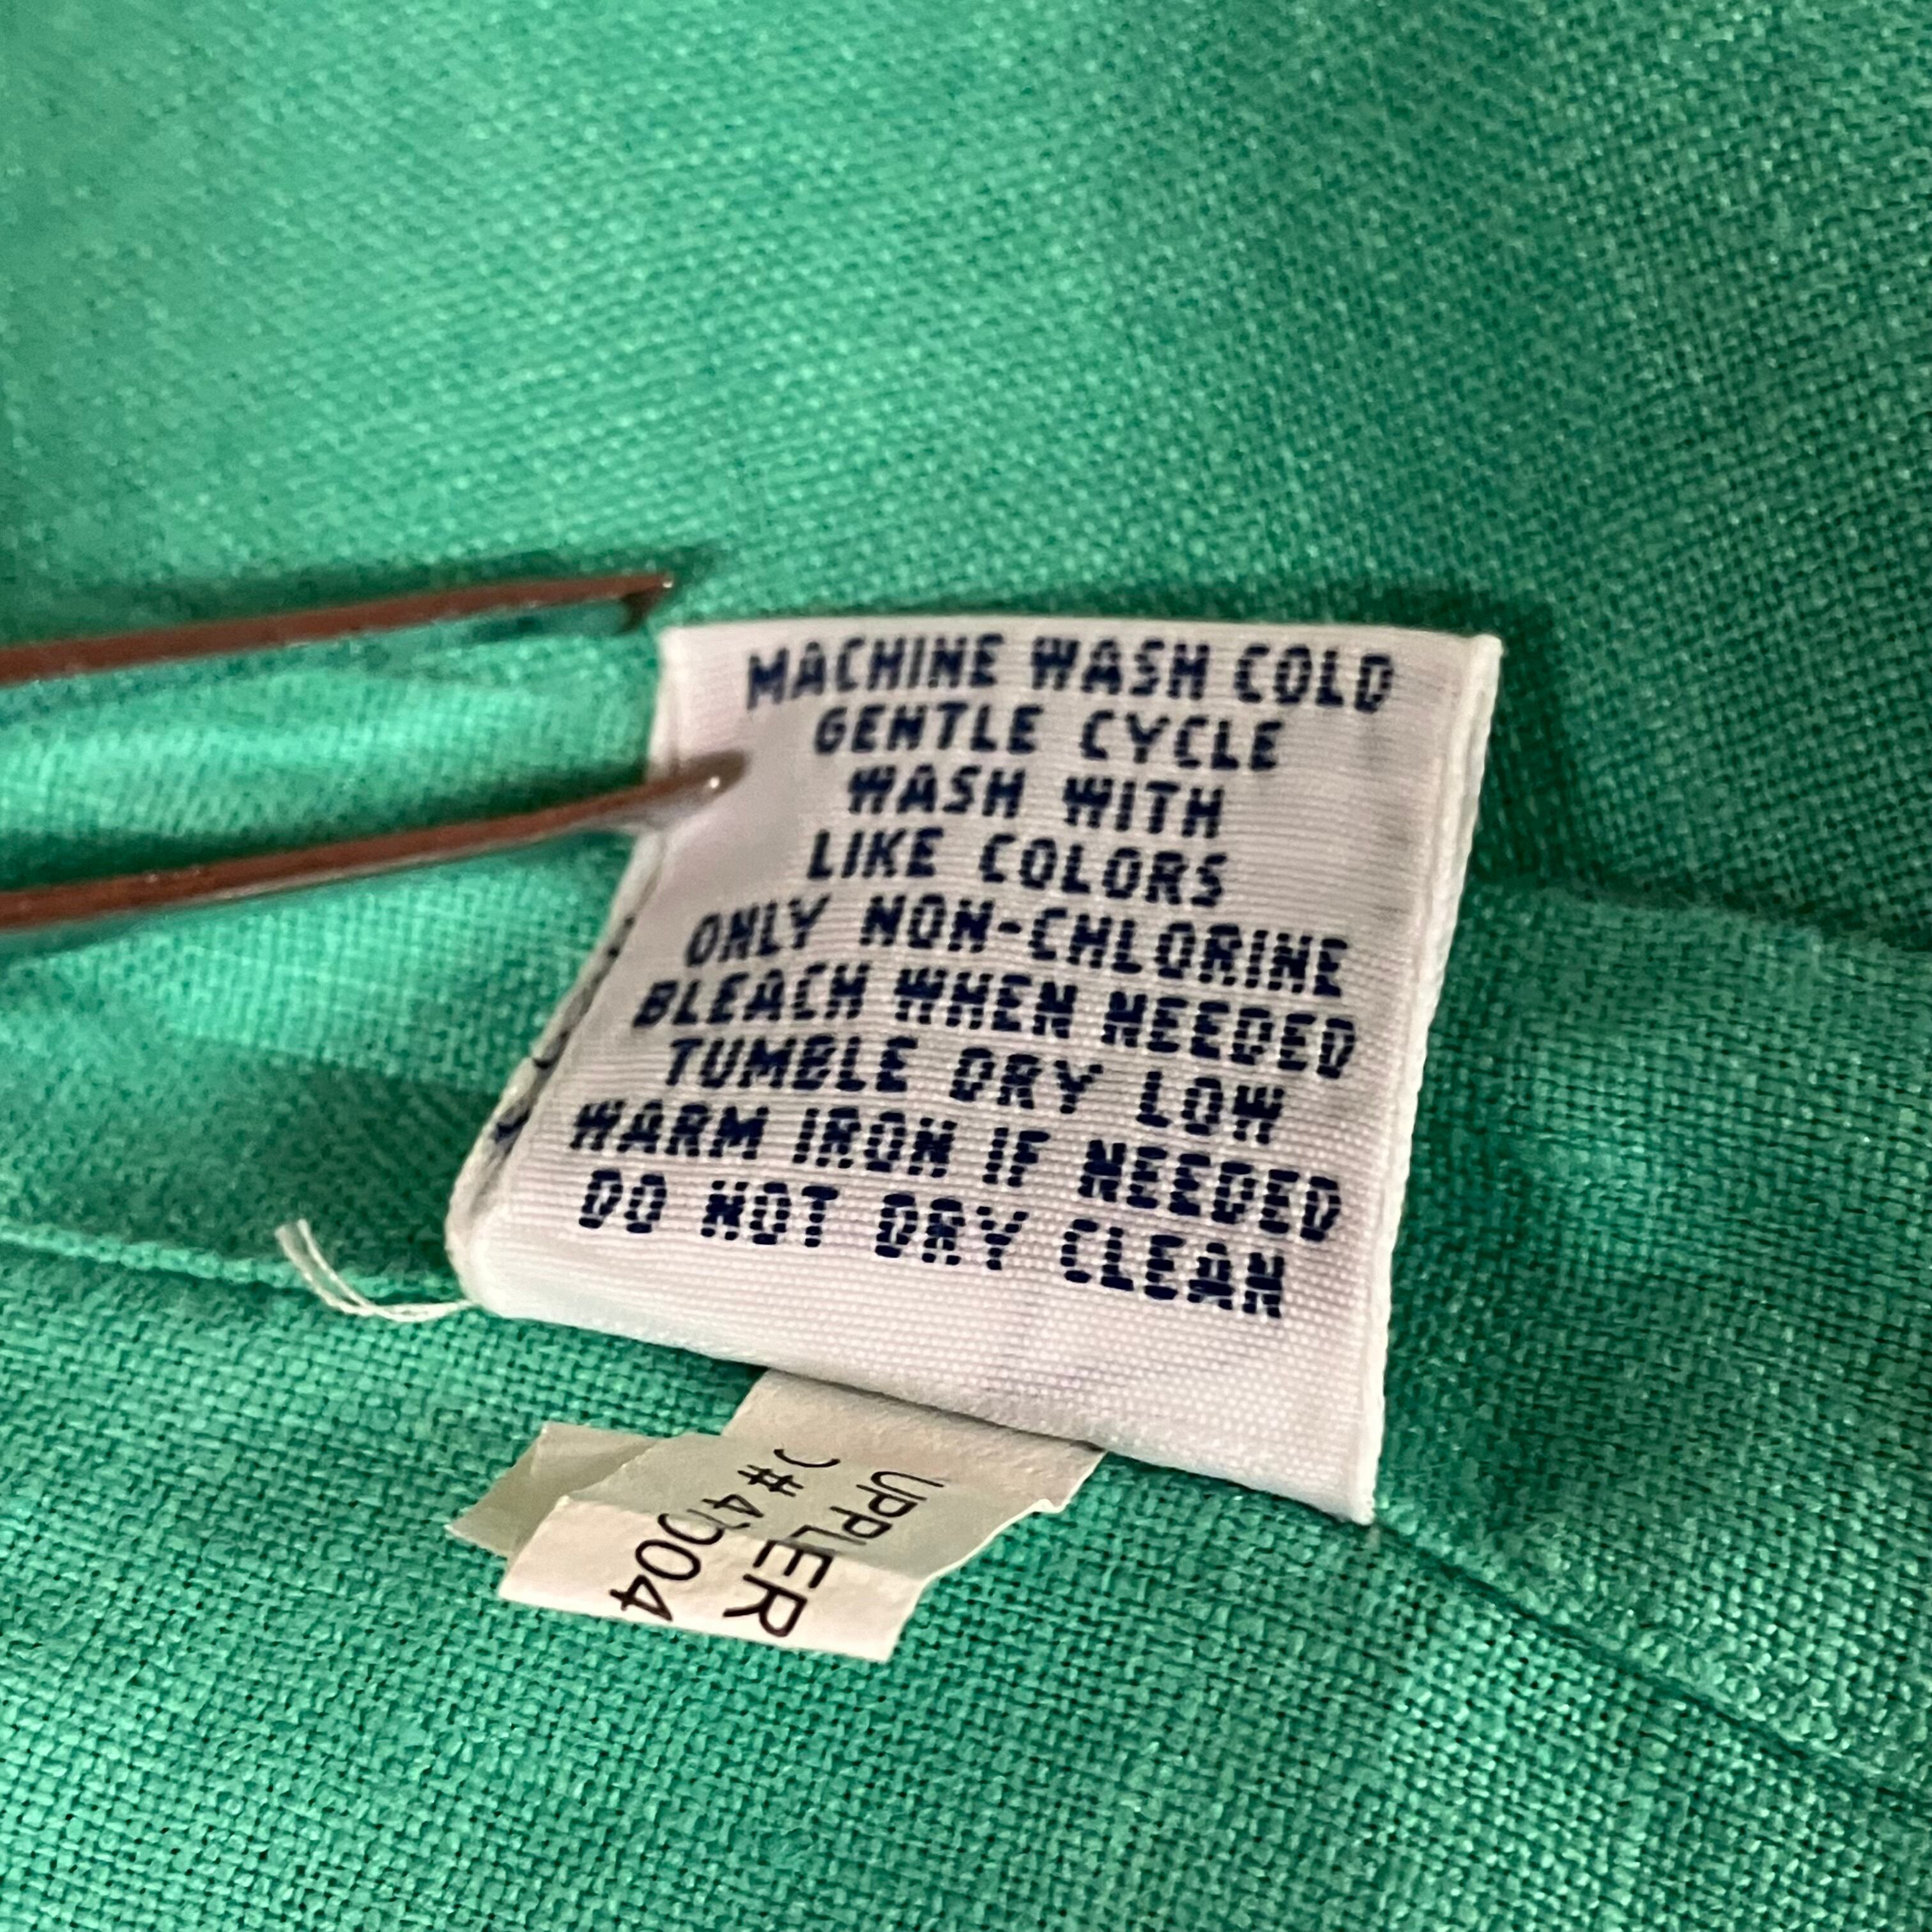 MACHINE WASH COLD
GENTLE CYCLE
WASH WITH
LIKE COLORS
ONLY NON-CHLORINE
BLEACH WHEN NEEDED
TUMBLE DRY LOW
WARM IRON IF NEEDED
DO NOT DRY CLEAN
UPPLIER